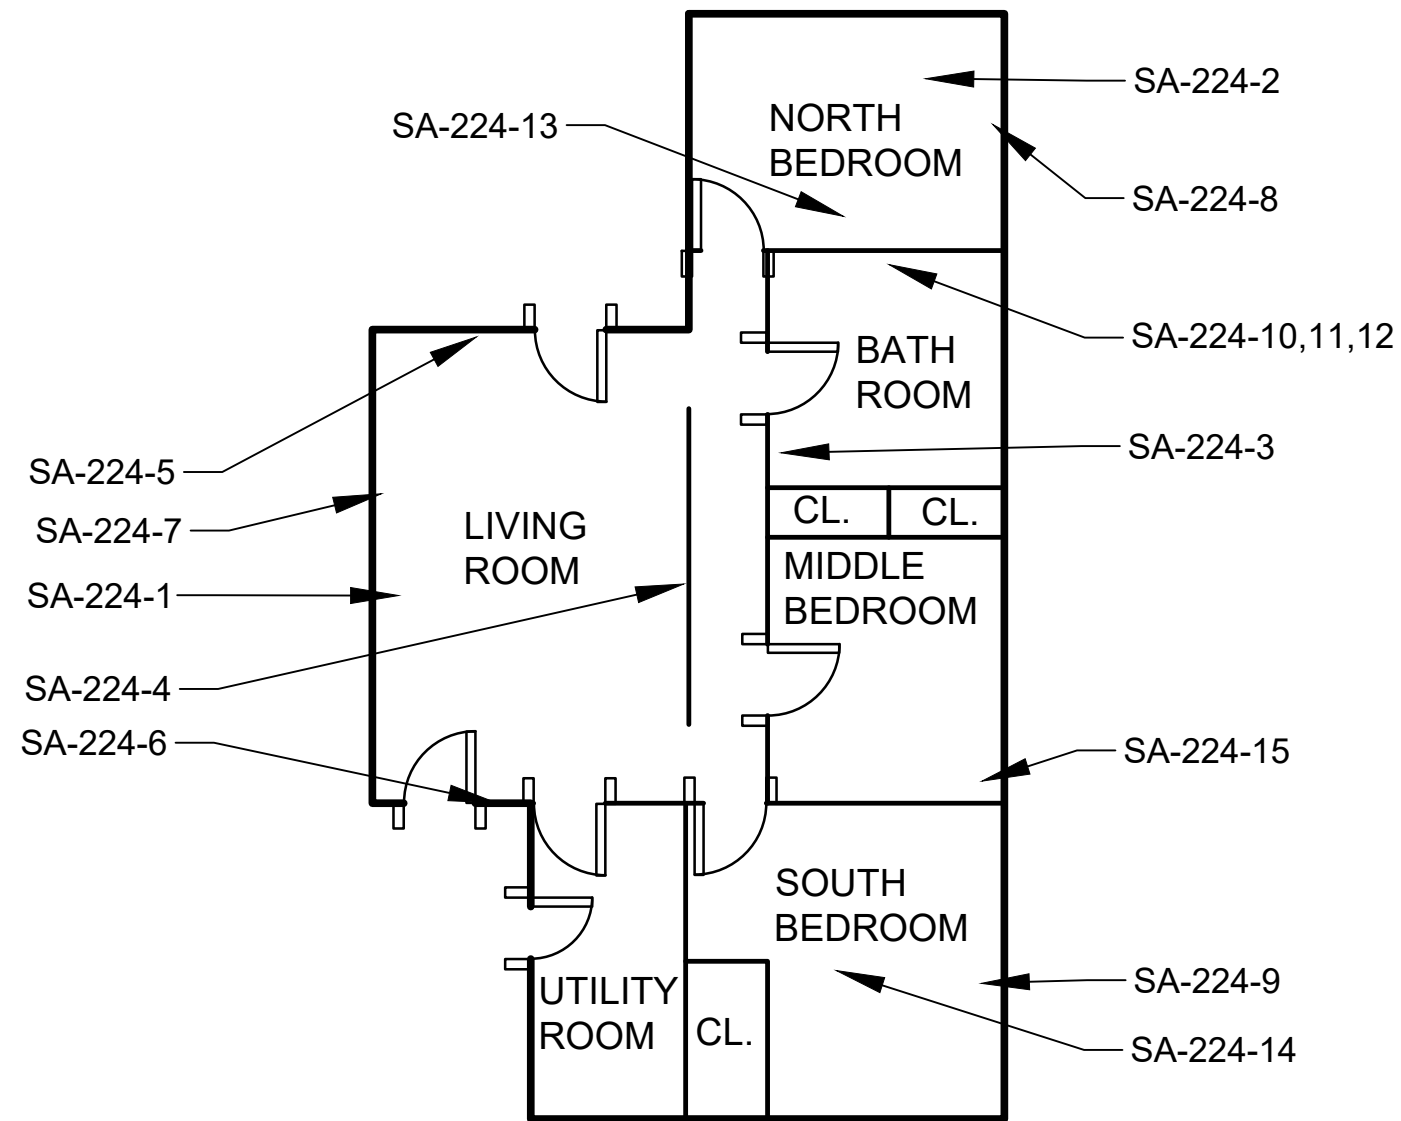 SA-224-2
NORTH
BEDROOM
SA-224-13
SA-224-8
SA-224-10,11,12
BATH
ROOM
SA-224-3
SA-224-5
SA-224-7
LIVING
ROOM
CL.
CL.
SA-224-1
MIDDLE
BEDROOM
SA-224-4
SA-224-6
SA-224-15
SOUTH
BEDROOM
UTILITY
ROOM
CL.
SA-224-9
SA-224-14